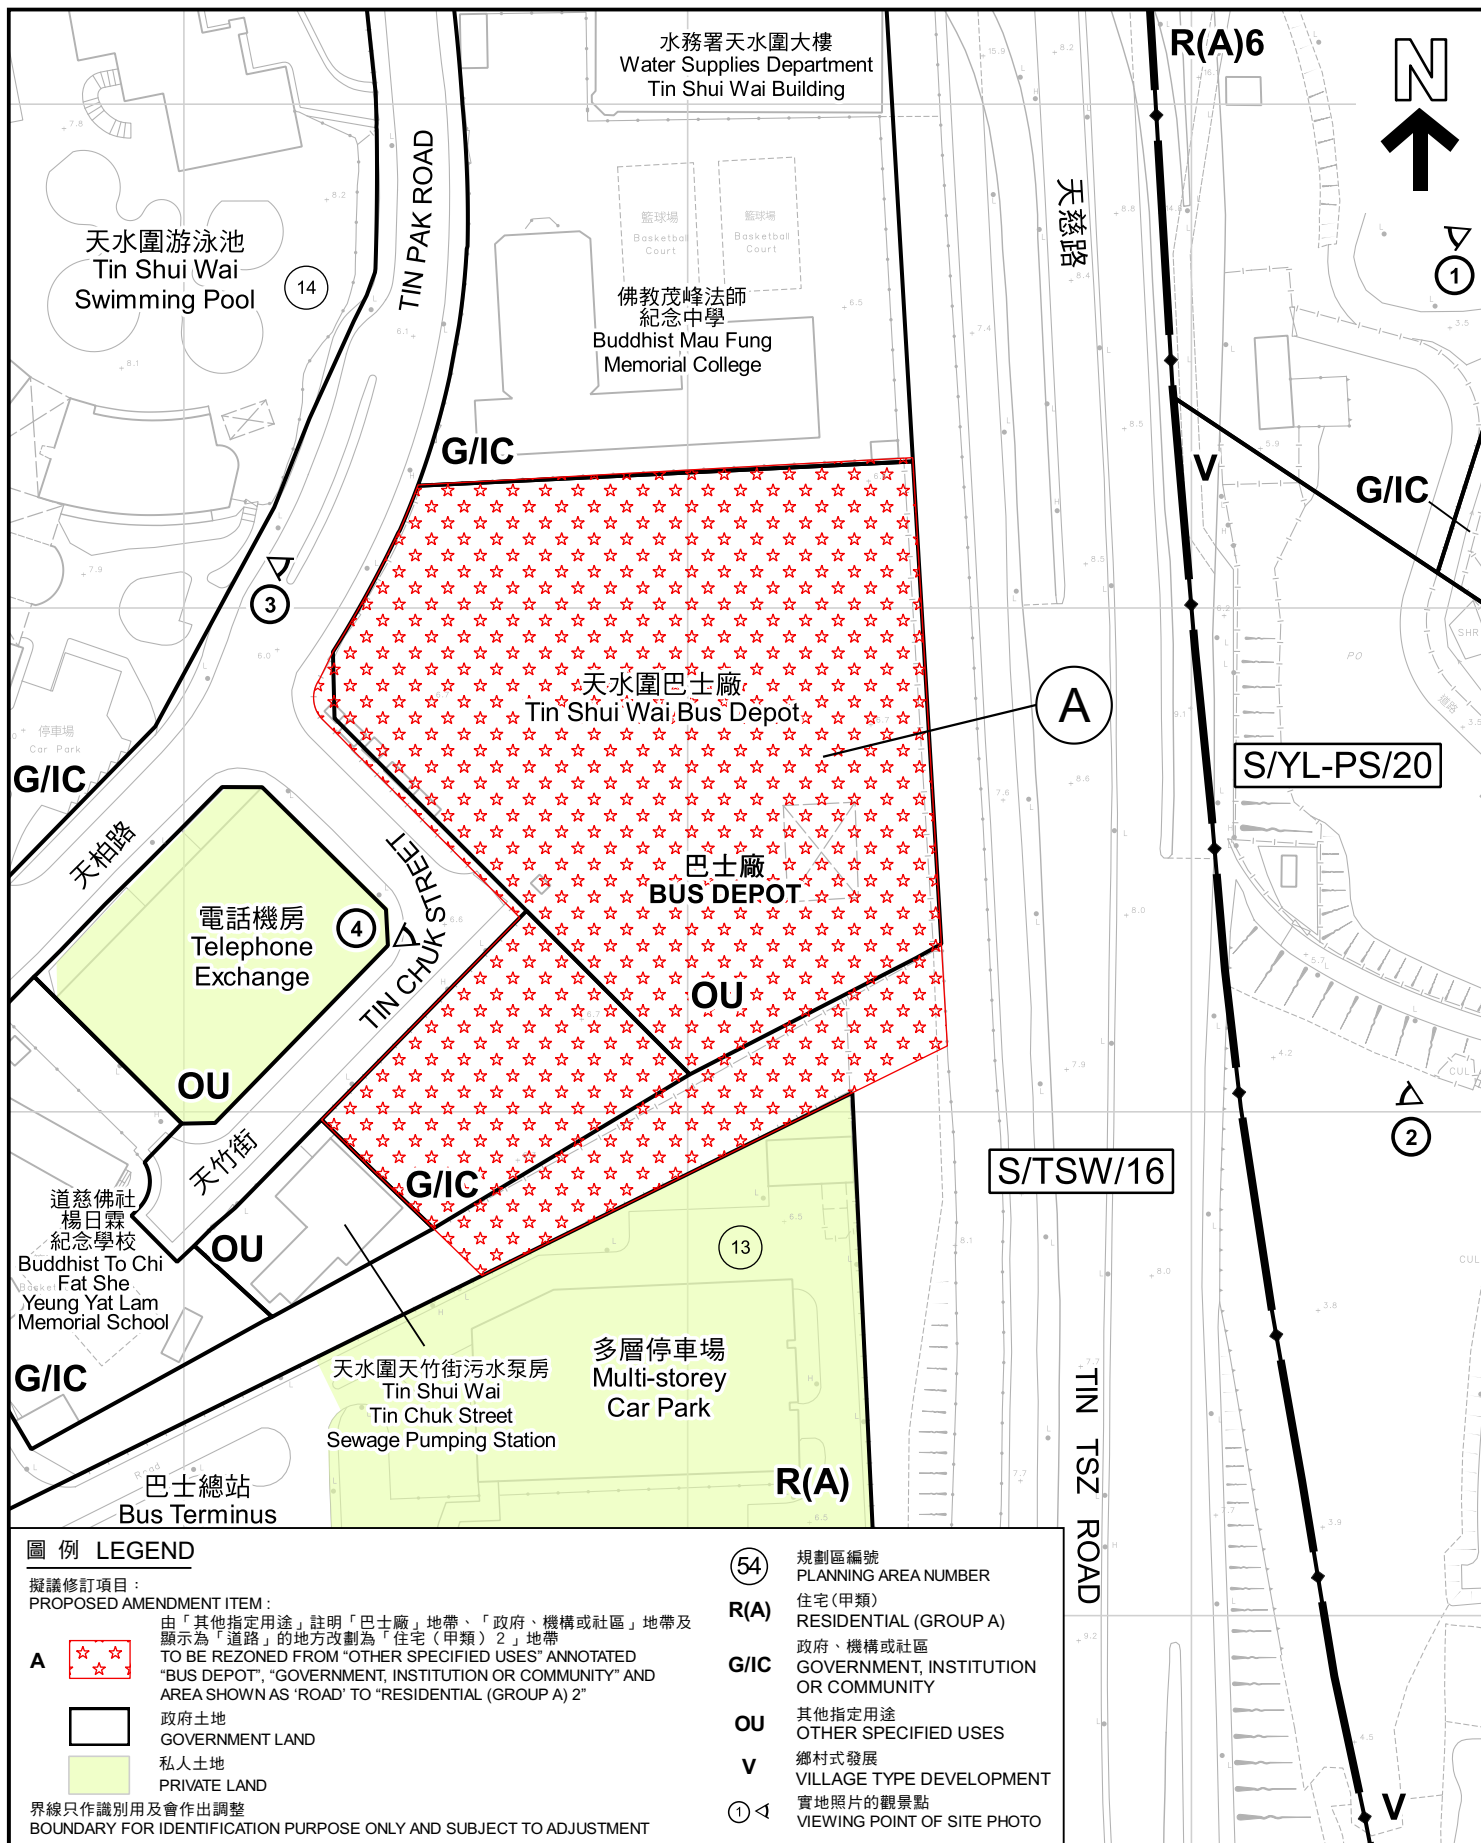 水務署天水圍大樓
Water Supplies Department
Tin Shui Wai Building
R(A)6
N
TIN PAK ROAD
天慈路
籃球場
Basketball
Court
籃球場
Basketball
Court
天水圍游泳池
Tin Shui Wai
Swimming Pool
14
1
佛教茂峰法師
紀念中學
Buddhist Mau Fung
Memorial College
G/IC
V
G/IC
3
天水圍巴士廠
Tin Shui Wai Bus Depot
A
停車場
Car Park
G/IC
S/YL-PS/20
天柏路
巴士廠
BUS DEPOT
電話機房
Telephone
Exchange
4
TIN CHUK STREET
OU
OU
2
天竹街
G/IC
S/TSW/16
道慈佛社
楊日霖
紀念學校
Buddhist To Chi
Fat She
Yeung Yat Lam
Memorial School
OU
13
G/IC
天水圍天竹街污水泵房
Tin Shui Wai
Tin Chuk Street
Sewage Pumping Station
多層停車場
Multi-storey
Car Park
TIN TSZ ROAD
R(A)
巴士總站
Bus Terminus
V
圖 例 LEGEND
擬議修訂項目：
PROPOSED AMENDMENT ITEM :
A
由「其他指定用途」註明「巴士廠」地帶、「政府、機構或社區」地帶及
顯示為「道路」的地方改劃為「住宅（甲類）2」地帶
TO BE REZONED FROM “OTHER SPECIFIED USES” ANNOTATED
“BUS DEPOT”, “GOVERNMENT, INSTITUTION OR COMMUNITY” AND
AREA SHOWN AS ‘ROAD’ TO “RESIDENTIAL (GROUP A) 2”
政府土地
GOVERNMENT LAND
私人土地
PRIVATE LAND
界線只作識別用及會作出調整
BOUNDARY FOR IDENTIFICATION PURPOSE ONLY AND SUBJECT TO ADJUSTMENT
54
規劃區編號
PLANNING AREA NUMBER
R(A)
住宅(甲類)
RESIDENTIAL (GROUP A)
G/IC
政府、機構或社區
GOVERNMENT, INSTITUTION
OR COMMUNITY
OU
其他指定用途
OTHER SPECIFIED USES
V
鄉村式發展
VILLAGE TYPE DEVELOPMENT
1
實地照片的觀景點
VIEWING POINT OF SITE PHOTO